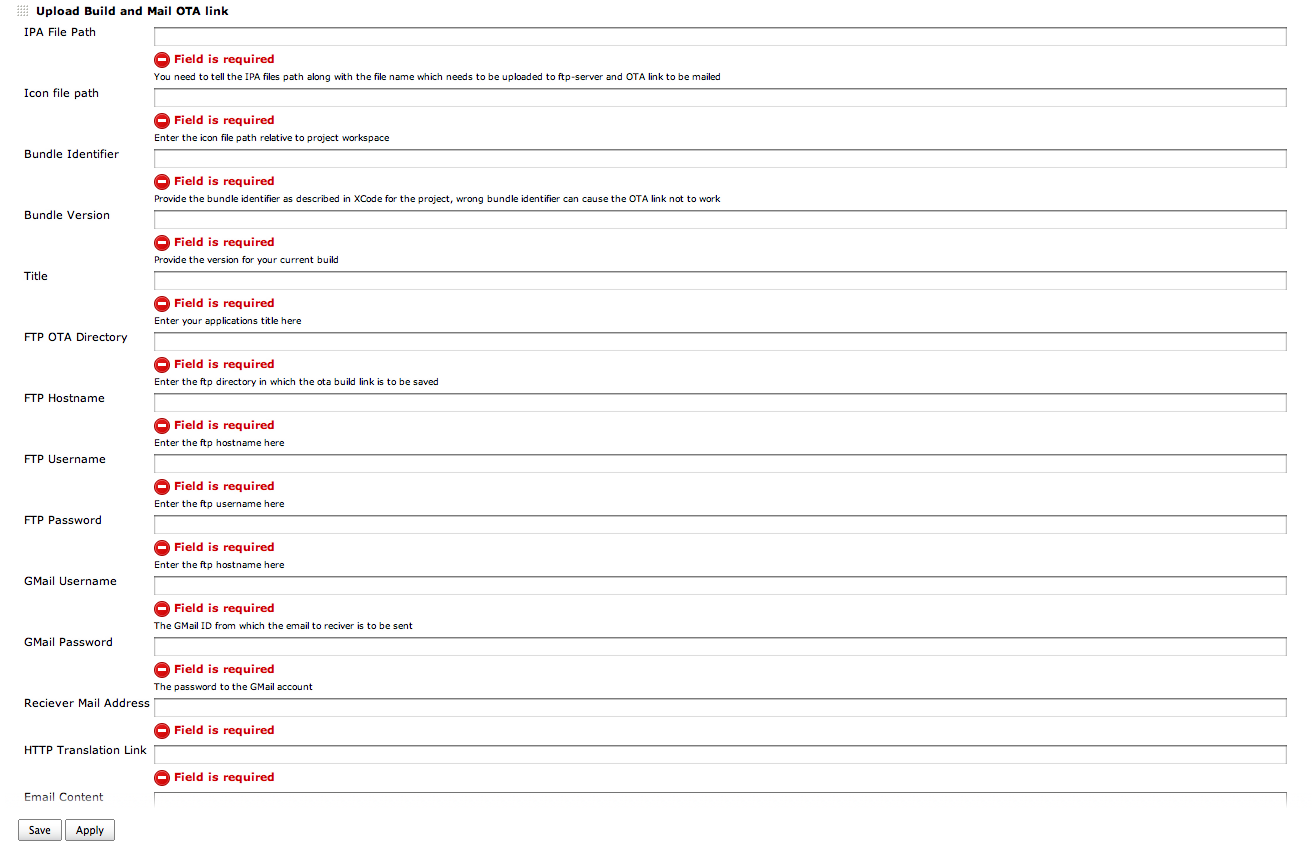 Upload Build and Mail OTA link
IPA File Path
Field is required
You need to tell the IPA files path along with the file name which needs to be uploaded to ftp-server and OTA link to be mailed
Icon file path
Field is required
Enter the icon file path relative to project workspace
Bundle Identifier
Field is required
Provide the bundle identifier as described in XCode for the project, wrong bundle identifier can cause the OTA link not to work
Bundle Version
Field is required
Provide the version for your current build
Title
Field is required
Enter your applications title here
FTP OTA Directory
Field is required
Enter the ftp directory in which the ota build link is to be saved
FTP Hostname
Field is required
Enter the ftp hostname here
FTP Username
Field is required
Enter the ftp username here
FTP Password
Field is required
Enter the ftp hostname here
GMail Username
Field is required
The GMail ID from which the email to reciver is to be sent
GMail Password
Field is required
The password to the GMail account
Reciever Mail Address
Field is required
HTTP Translation Link
Field is required
Email Content
Save Apply